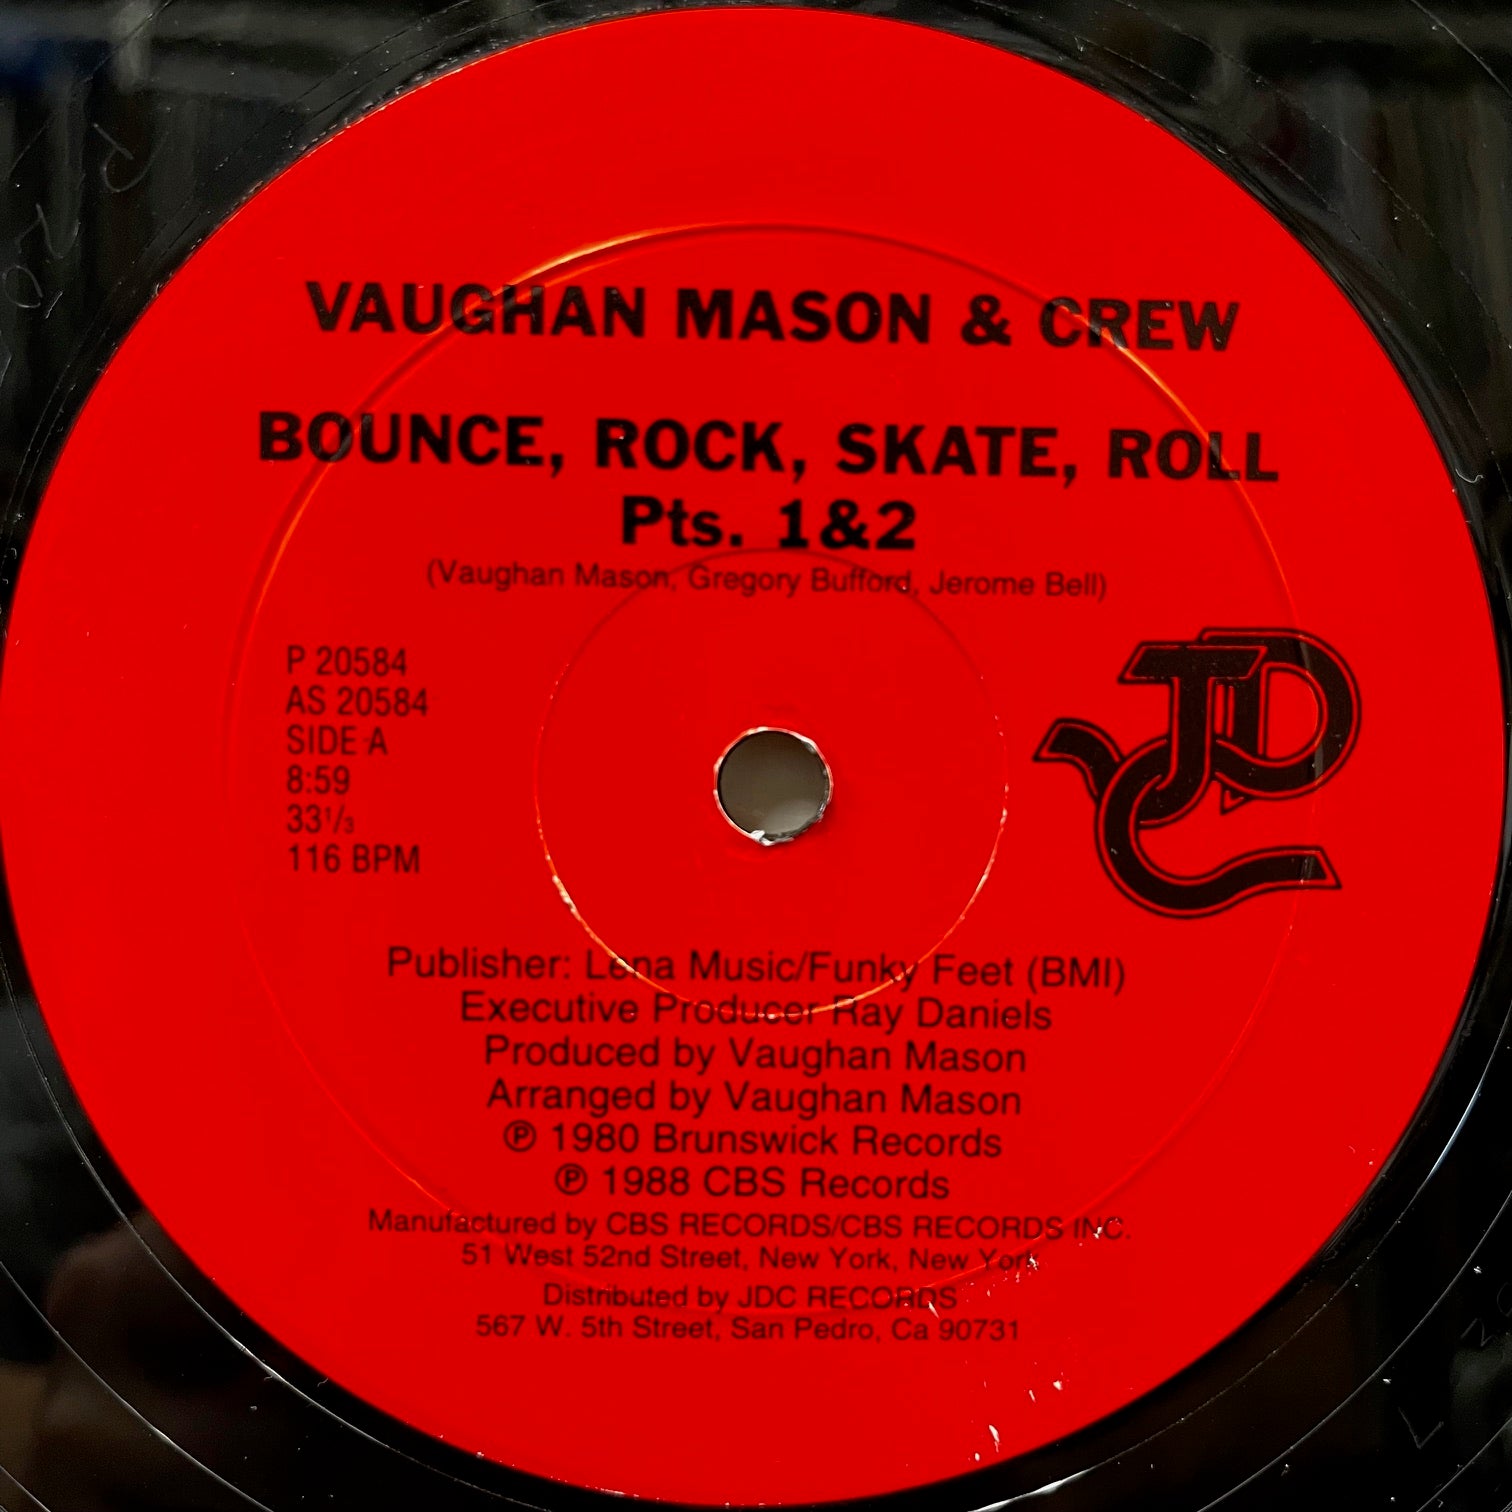 VAUGHAN MASON & CREW
BOUNCE, ROCK, SKATE, ROLL
Pts. 1&2
(Vaughan Mason, Gregory Bufford, Jerome Bell)
P 20584
AS 20584
SIDE A
8:59
33⅓
116 BPM
JDC
Publisher: Lena Music/Funky Feet (BMI)
Executive Producer Ray Daniels
Produced by Vaughan Mason
Arranged by Vaughan Mason
℗ 1980 Brunswick Records
℗ 1988 CBS Records
Manufactured by CBS RECORDS/CBS RECORDS INC.
51 West 52nd Street, New York, New York
Distributed by JDC RECORDS
567 W. 5th Street, San Pedro, Ca 90731